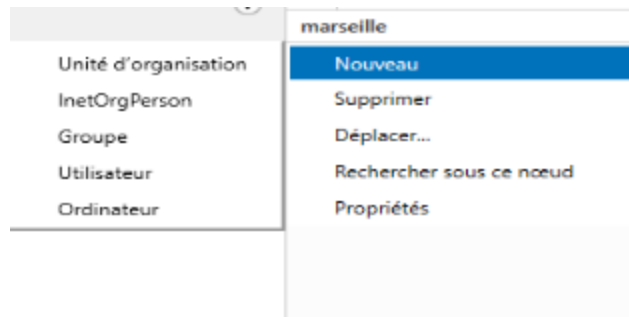 marseille
Unité d'organisation
InetOrgPerson
Groupe
Utilisateur
Ordinateur
Nouveau
Supprimer
Déplacer...
Rechercher sous ce nœud
Propriétés